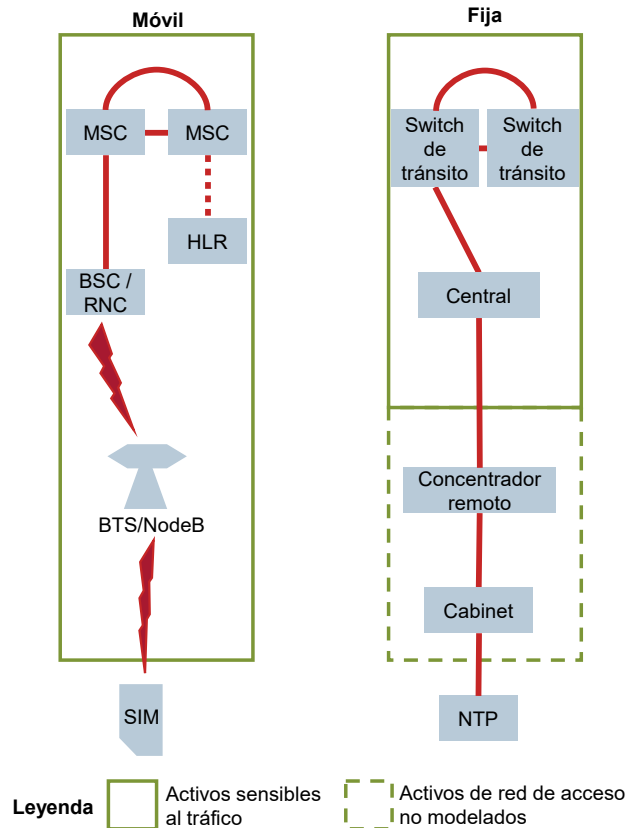 Móvil
MSC
MSC
HLR
BSC /
RNC
BTS/NodeB
SIM
Fija
Switch
de
tránsito
Switch
de
tránsito
Central
Concentrador
remoto
Cabinet
NTP
Leyenda
Activos sensibles
al tráfico
Activos de red de acceso
no modelados